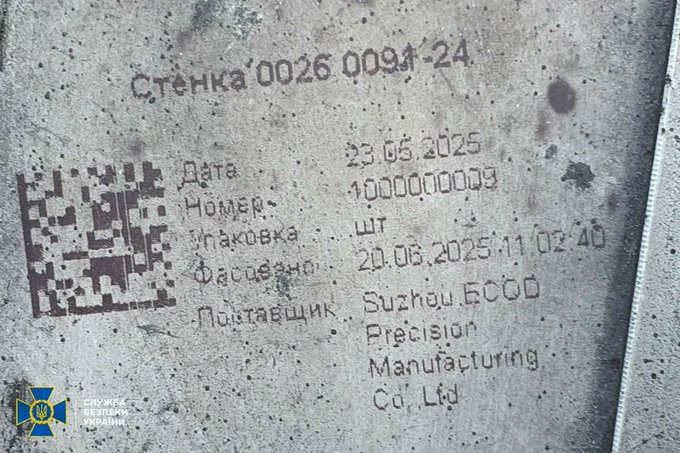 Стенка 0026 0091-24
Дата 23.05.2025
Номер 1000000009
Упаковка шт
Фасовано 20.06.2025 11:02:40
Поставщик Suzhou ECOD
Precision
Manufacturing
Co. Ltd
СЛУЖБА
БЕЗПЕКИ
УКРАЇНИ